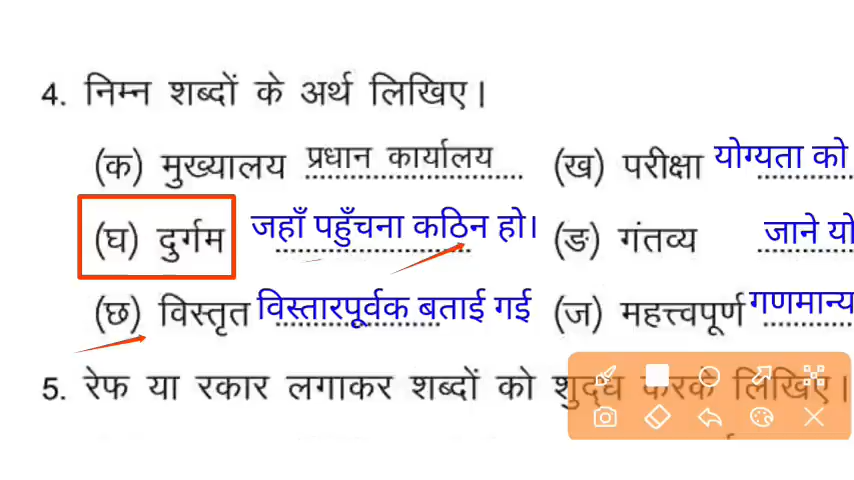 4. निम्न शब्दों के अर्थ लिखिए।
(क) मुख्यालय प्रधान कार्यालय (ख) परीक्षा योग्यता को
(घ) दुर्गम जहाँ पहुँचना कठिन हो। (ङ) गंतव्य जाने यो
(छ) विस्तृत विस्तारपूर्वक बताई गई (ज) महत्त्वपूर्ण गणमान्य
5. रेफ या रकार लगाकर शब्दों को शुद्ध करके लिखिए।